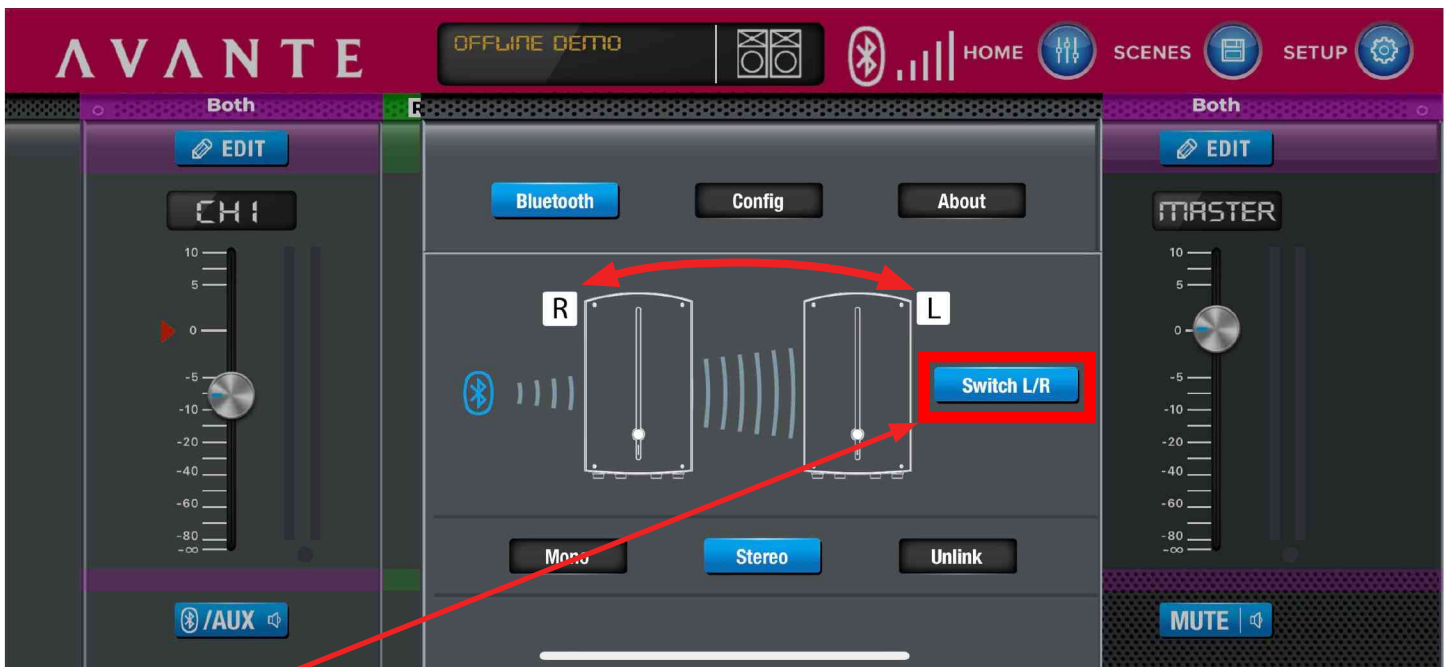 AVANTE
OFFLINE DEMO
HOME
SCENES
SETUP
Both
R
Both
EDIT
EDIT
Bluetooth
Config
About
CH1
MASTER
10
5
0
-5
-10
-20
-40
-60
-80
-∞
R
L
Switch L/R
10
5
0
-5
-10
-20
-40
-60
-80
-∞
Mono
Stereo
Unlink
/AUX
MUTE